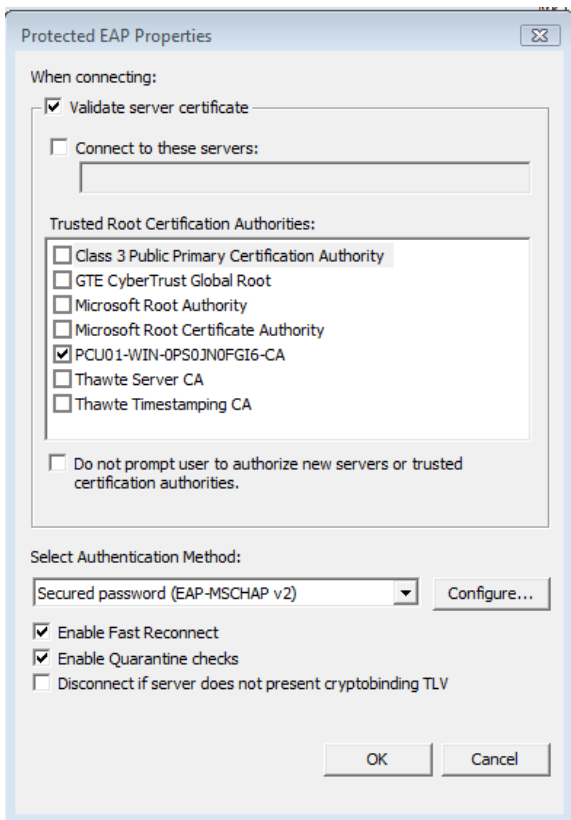 Protected EAP Properties
When connecting:
Validate server certificate
Connect to these servers:
Trusted Root Certification Authorities:
Class 3 Public Primary Certification Authority
GTE CyberTrust Global Root
Microsoft Root Authority
Microsoft Root Certificate Authority
PCU01-WIN-0PS0JN0FGI6-CA
Thawte Server CA
Thawte Timestamping CA
Do not prompt user to authorize new servers or trusted
certification authorities.
Select Authentication Method:
Secured password (EAP-MSCHAP v2) Configure...
Enable Fast Reconnect
Enable Quarantine checks
Disconnect if server does not present cryptobinding TLV
OK Cancel